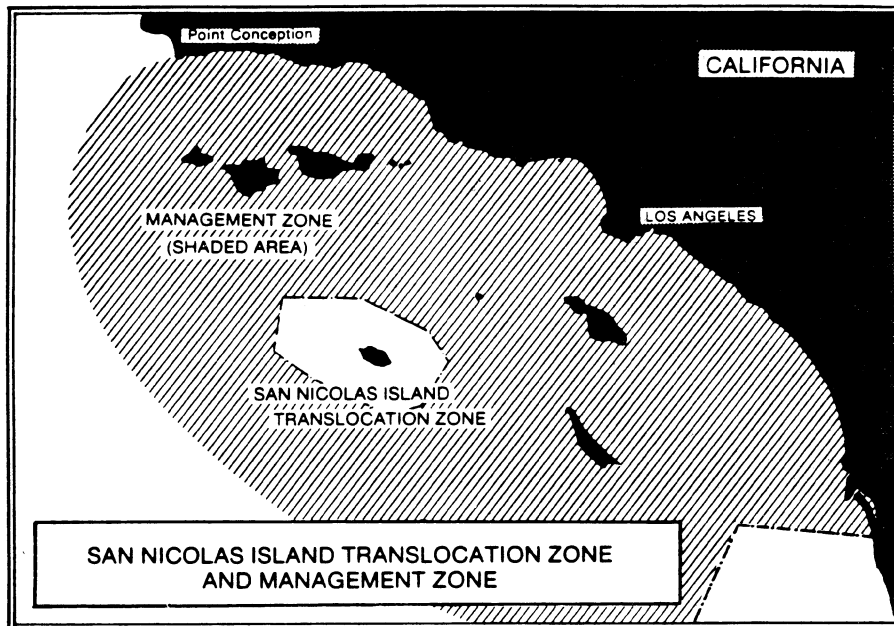 Point Conception
CALIFORNIA
MANAGEMENT ZONE
(SHADED AREA)
LOS ANGELES
SAN NICOLAS ISLAND
TRANSLOCATION ZONE
SAN NICOLAS ISLAND TRANSLOCATION ZONE
AND MANAGEMENT ZONE